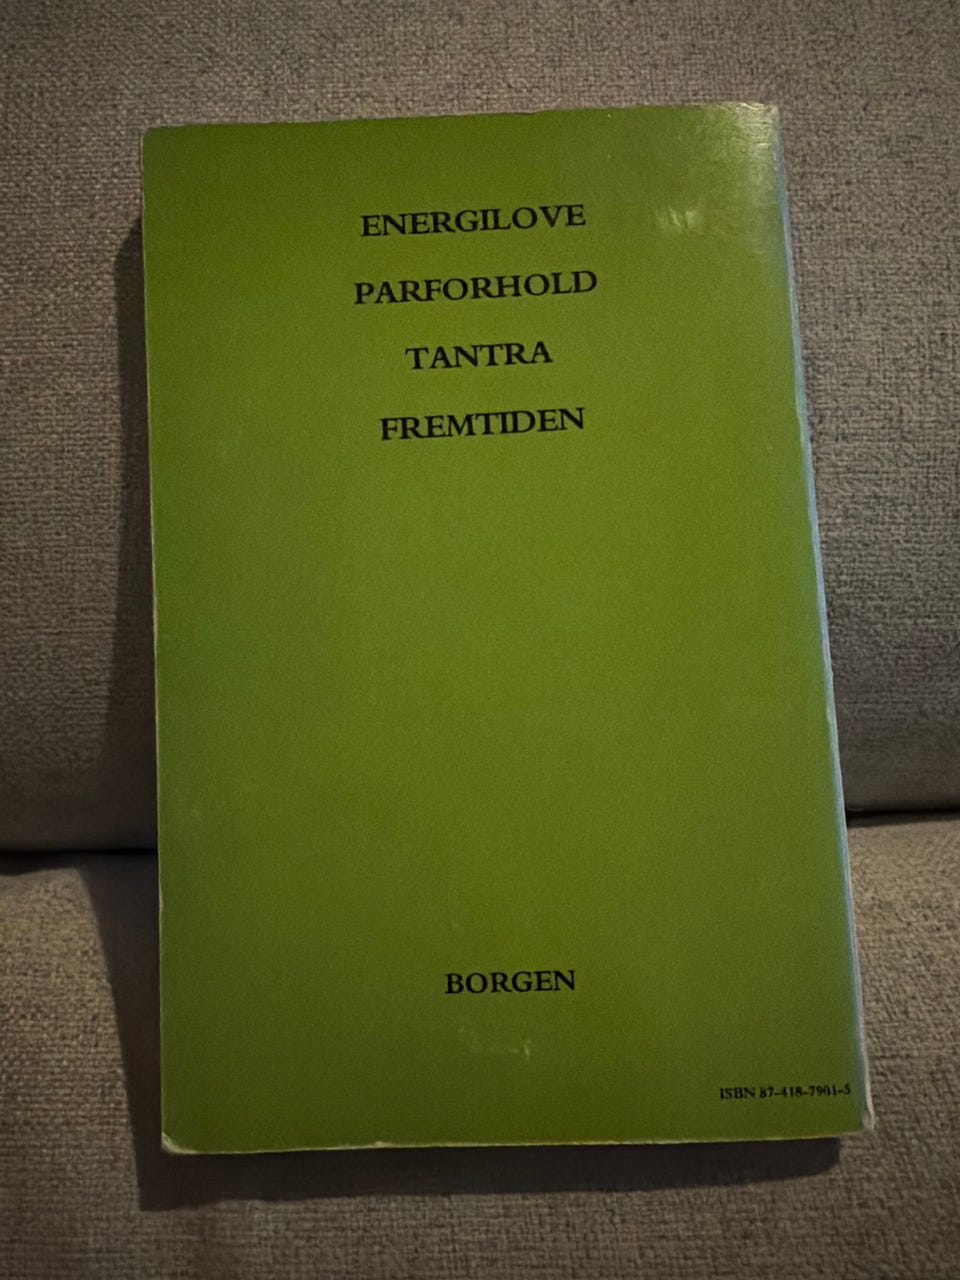 ENERGILOVE
PARFORHOLD
TANTRA
FREMTIDEN
BORGEN
ISBN 87-418-7901-5